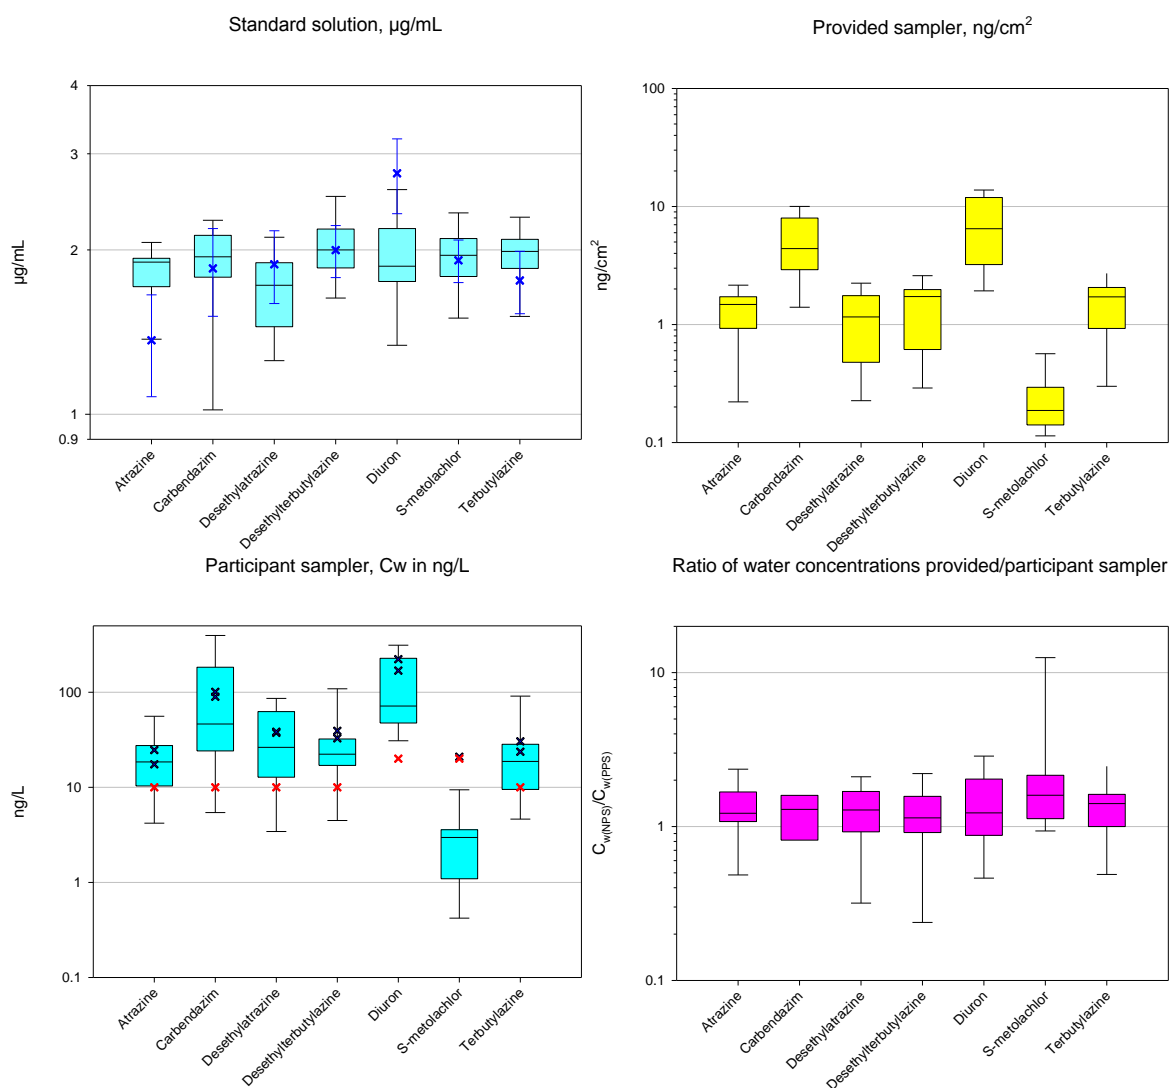 Standard solution, µg/mL
4
3
2
1
0.9
µg/mL
Atrazine
Carbendazim
Desethylatrazine
Desethylterbutylazine
Diuron
S-metolachlor
Terbutylazine
Provided sampler, ng/cm²
100
10
1
0.1
ng/cm²
Atrazine
Carbendazim
Desethylatrazine
Desethylterbutylazine
Diuron
S-metolachlor
Terbutylazine
Participant sampler, Cw in ng/L
100
10
1
0.1
ng/L
Atrazine
Carbendazim
Desethylatrazine
Desethylterbutylazine
Diuron
S-metolachlor
Terbutylazine
Ratio of water concentrations provided/participant sampler
10
1
0.1
Cw(NPS)/Cw(PPS)
Atrazine
Carbendazim
Desethylatrazine
Desethylterbutylazine
Diuron
S-metolachlor
Terbutylazine